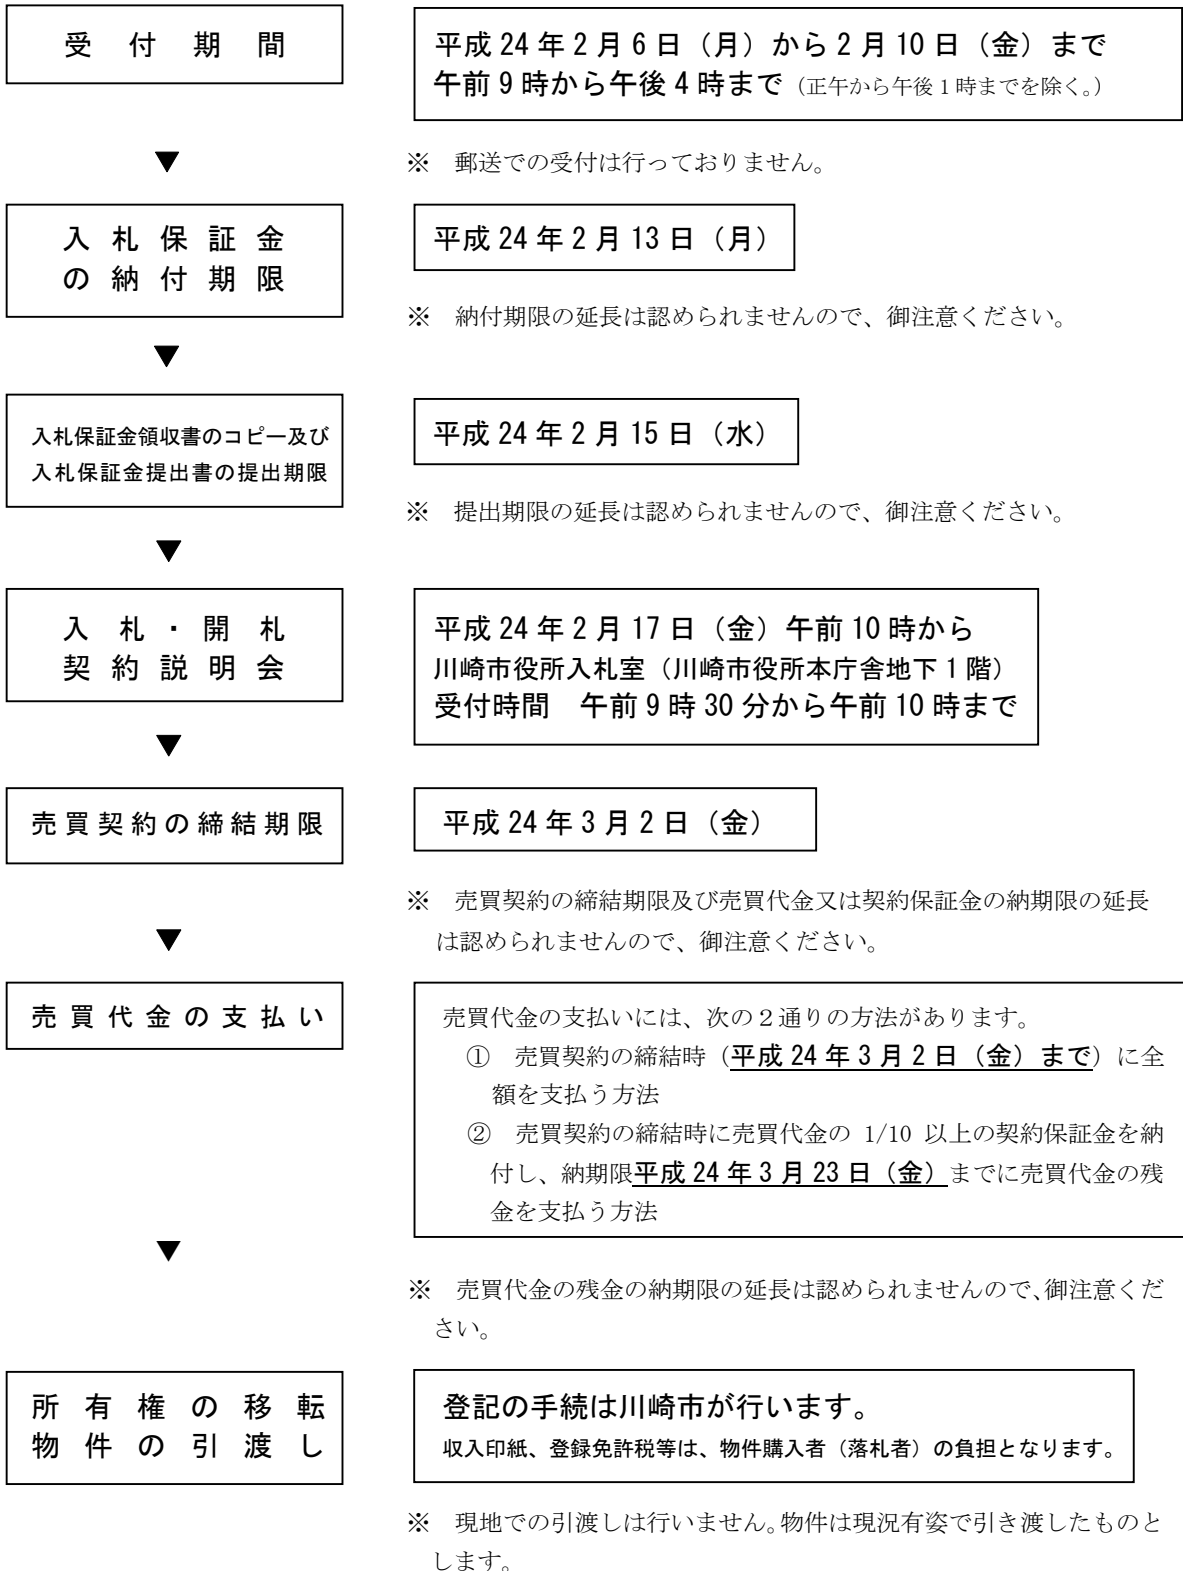 受付期間
平成 24 年 2 月 6 日（月）から 2 月 10 日（金）まで
午前 9 時から午後 4 時まで（正午から午後 1 時までを除く。）
▼
※　郵送での受付は行っておりません。
入札保証金
の納付期限
平成 24 年 2 月 13 日（月）
※　納付期限の延長は認められませんので、御注意ください。
▼
入札保証金領収書のコピー及び
入札保証金提出書の提出期限
平成 24 年 2 月 15 日（水）
※　提出期限の延長は認められませんので、御注意ください。
▼
入札・開札
契約説明会
平成 24 年 2 月 17 日（金）午前 10 時から
川崎市役所入札室（川崎市役所本庁舎地下 1 階）
受付時間　午前 9 時 30 分から午前 10 時まで
▼
売買契約の締結期限
平成 24 年 3 月 2 日（金）
※　売買契約の締結期限及び売買代金又は契約保証金の納期限の延長
は認められませんので、御注意ください。
▼
売買代金の支払い
売買代金の支払いには、次の２通りの方法があります。
①　売買契約の締結時（平成 24 年 3 月 2 日（金）まで）に全
額を支払う方法
②　売買契約の締結時に売買代金の 1/10 以上の契約保証金を納
付し、納期限平成 24 年 3 月 23 日（金）までに売買代金の残
金を支払う方法
▼
※　売買代金の残金の納期限の延長は認められませんので、御注意くだ
さい。
所有権の移転
物件の引渡し
登記の手続は川崎市が行います。
収入印紙、登録免許税等は、物件購入者（落札者）の負担となります。
※　現地での引渡しは行いません。物件は現況有姿で引き渡したものと
します。